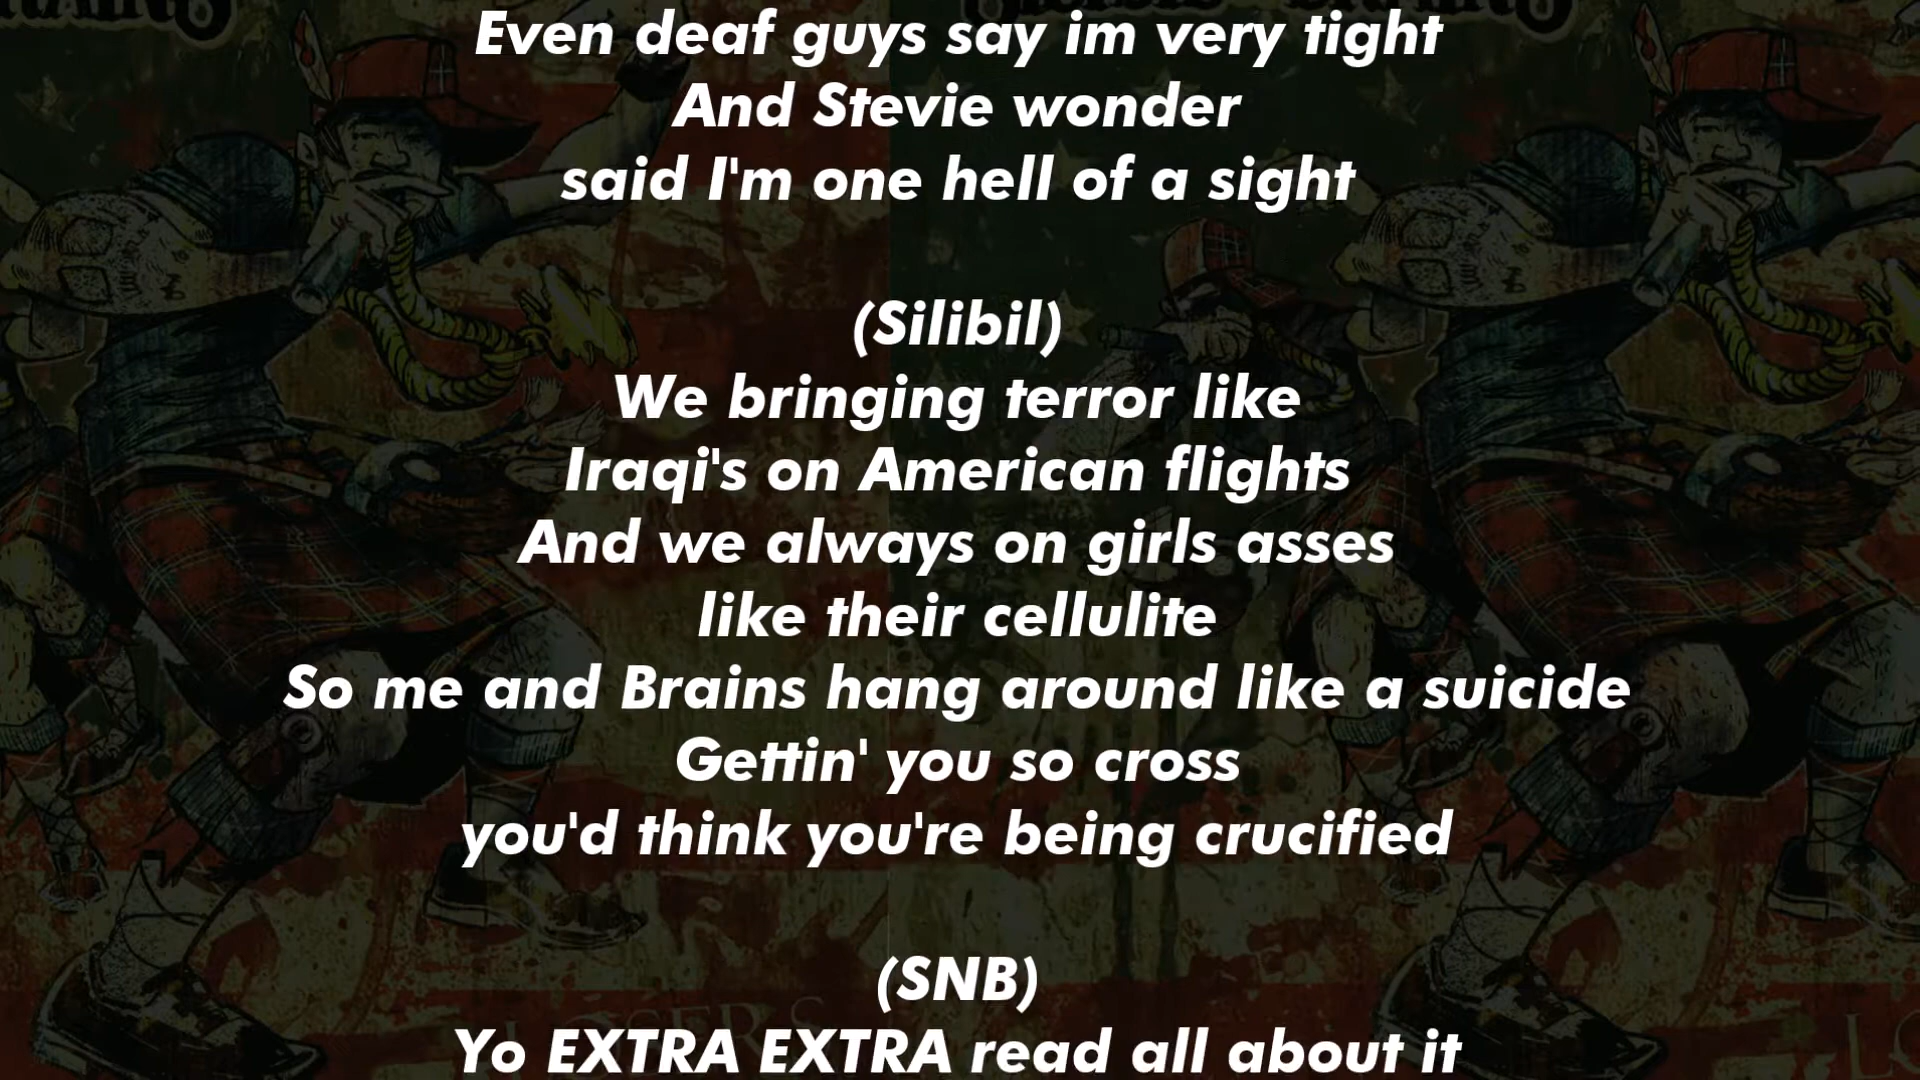 Even deaf guys say im very tight
And Stevie wonder
said I'm one hell of a sight
(Silibil)
We bringing terror like
Iraqi's on American flights
And we always on girls asses
like their cellulite
So me and Brains hang around like a suicide
Gettin' you so cross
you'd think you're being crucified
(SNB)
Yo EXTRA EXTRA read all about it